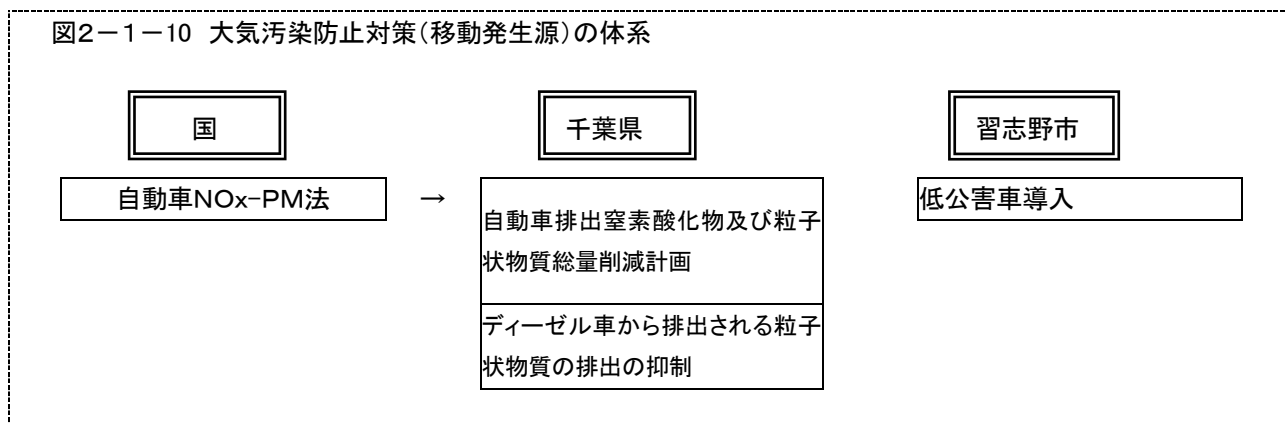 図2-1-10 大気汚染防止対策(移動発生源)の体系
国
千葉県
習志野市
自動車NOx-PM法
→
自動車排出窒素酸化物及び粒子
状物質総量削減計画
低公害車導入
ディーゼル車から排出される粒子
状物質の排出の抑制